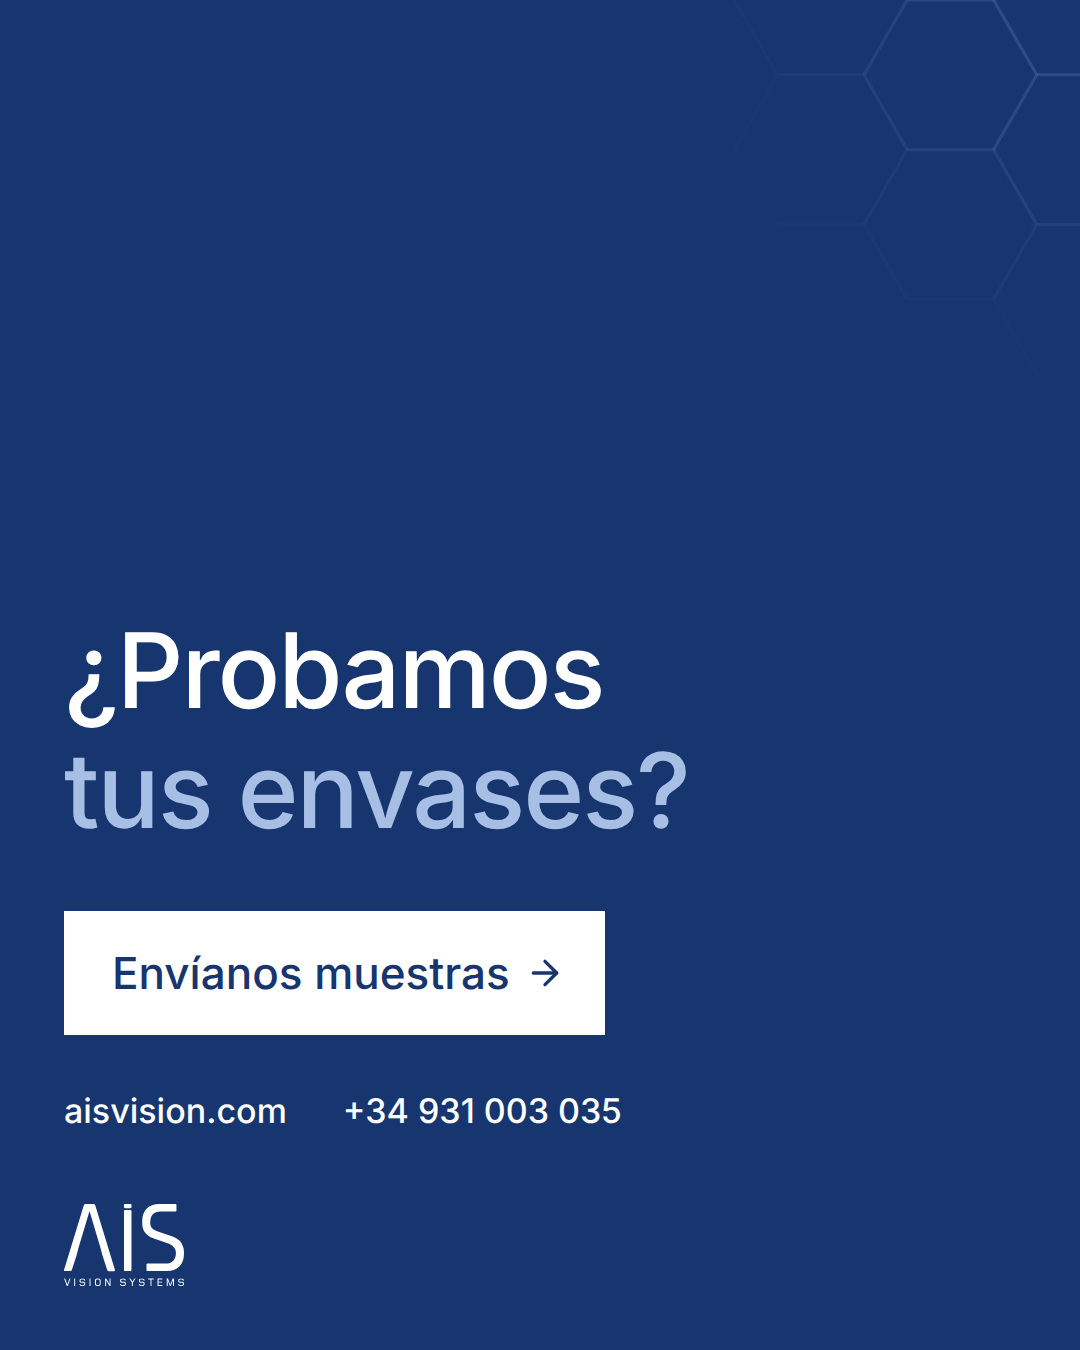 ¿Probamos
tus envases?
Envíanos muestras →
aisvision.com +34 931 003 035
AiS
VISION SYSTEMS